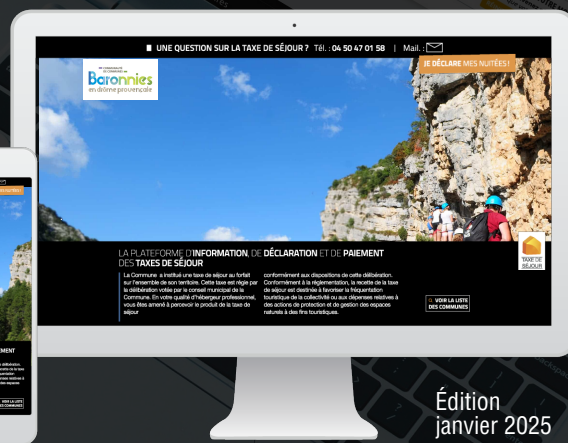 UNE QUESTION SUR LA TAXE DE SÉJOUR ? Tél. : 04 50 47 01 58 | Mail. :
JE DÉCLARE MES NUITÉES !
Baronnies
en drôme provençale
LA PLATEFORME D'INFORMATION, DE DÉCLARATION ET DE PAIEMENT
DES TAXES DE SÉJOUR
La Commune a institué une taxe de séjour au forfait
sur l'ensemble de son territoire. Cette taxe est régie par
la délibération votée par le conseil municipal de la
Commune. En votre qualité d'hébergeur professionnel,
vous êtes amené à percevoir le produit de la taxe de
séjour
conformément aux dispositions de cette délibération.
Conformément à la réglementation, la recette de la taxe
de séjour est destinée à favoriser la fréquentation
touristique de la collectivité ou aux dépenses relatives à
des actions de protection et de gestion des espaces
naturels à des fins touristiques.
TAXE DE
SÉJOUR
VOIR LA LISTE
DES COMMUNES
Édition
janvier 2025